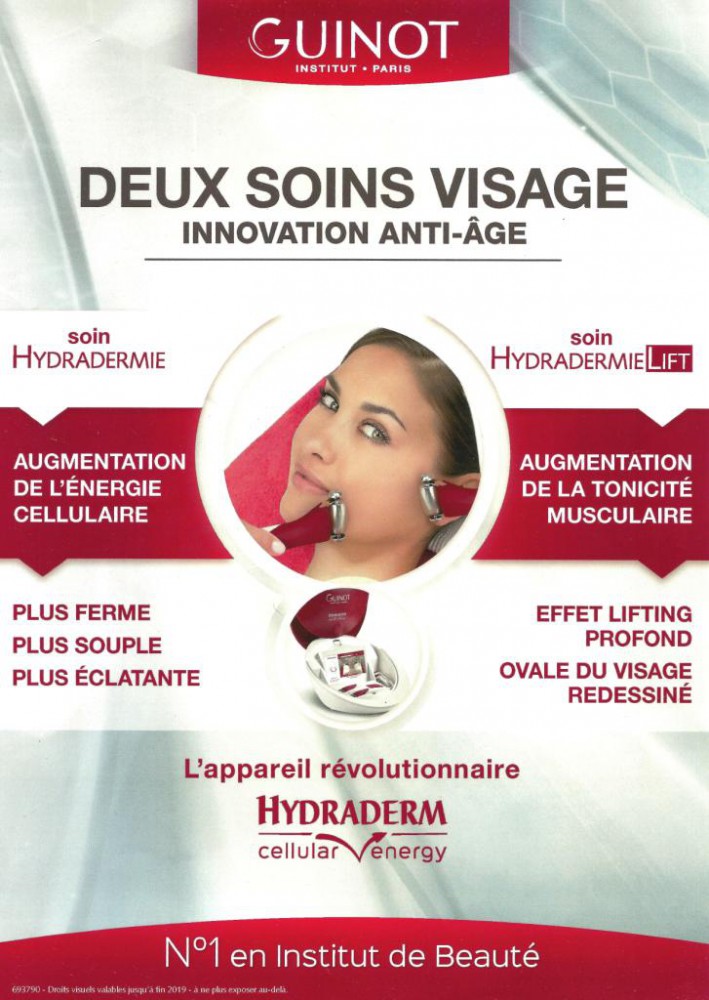 GUINOT
INSTITUT • PARIS
DEUX SOINS VISAGE
INNOVATION ANTI-ÂGE
soin
HYDRADERMIE
soin
HYDRADERMIELIFT
AUGMENTATION
DE L'ÉNERGIE
CELLULAIRE
AUGMENTATION
DE LA TONICITÉ
MUSCULAIRE
PLUS FERME
PLUS SOUPLE
PLUS ÉCLATANTE
GUINOT
EFFET LIFTING
PROFOND
OVALE DU VISAGE
REDESSINÉ
L'appareil révolutionnaire
HYDRADERM
cellular energy
N°1 en Institut de Beauté
693790 - Droits visuels valables jusqu'à fin 2019 - à ne plus exposer au-delà.